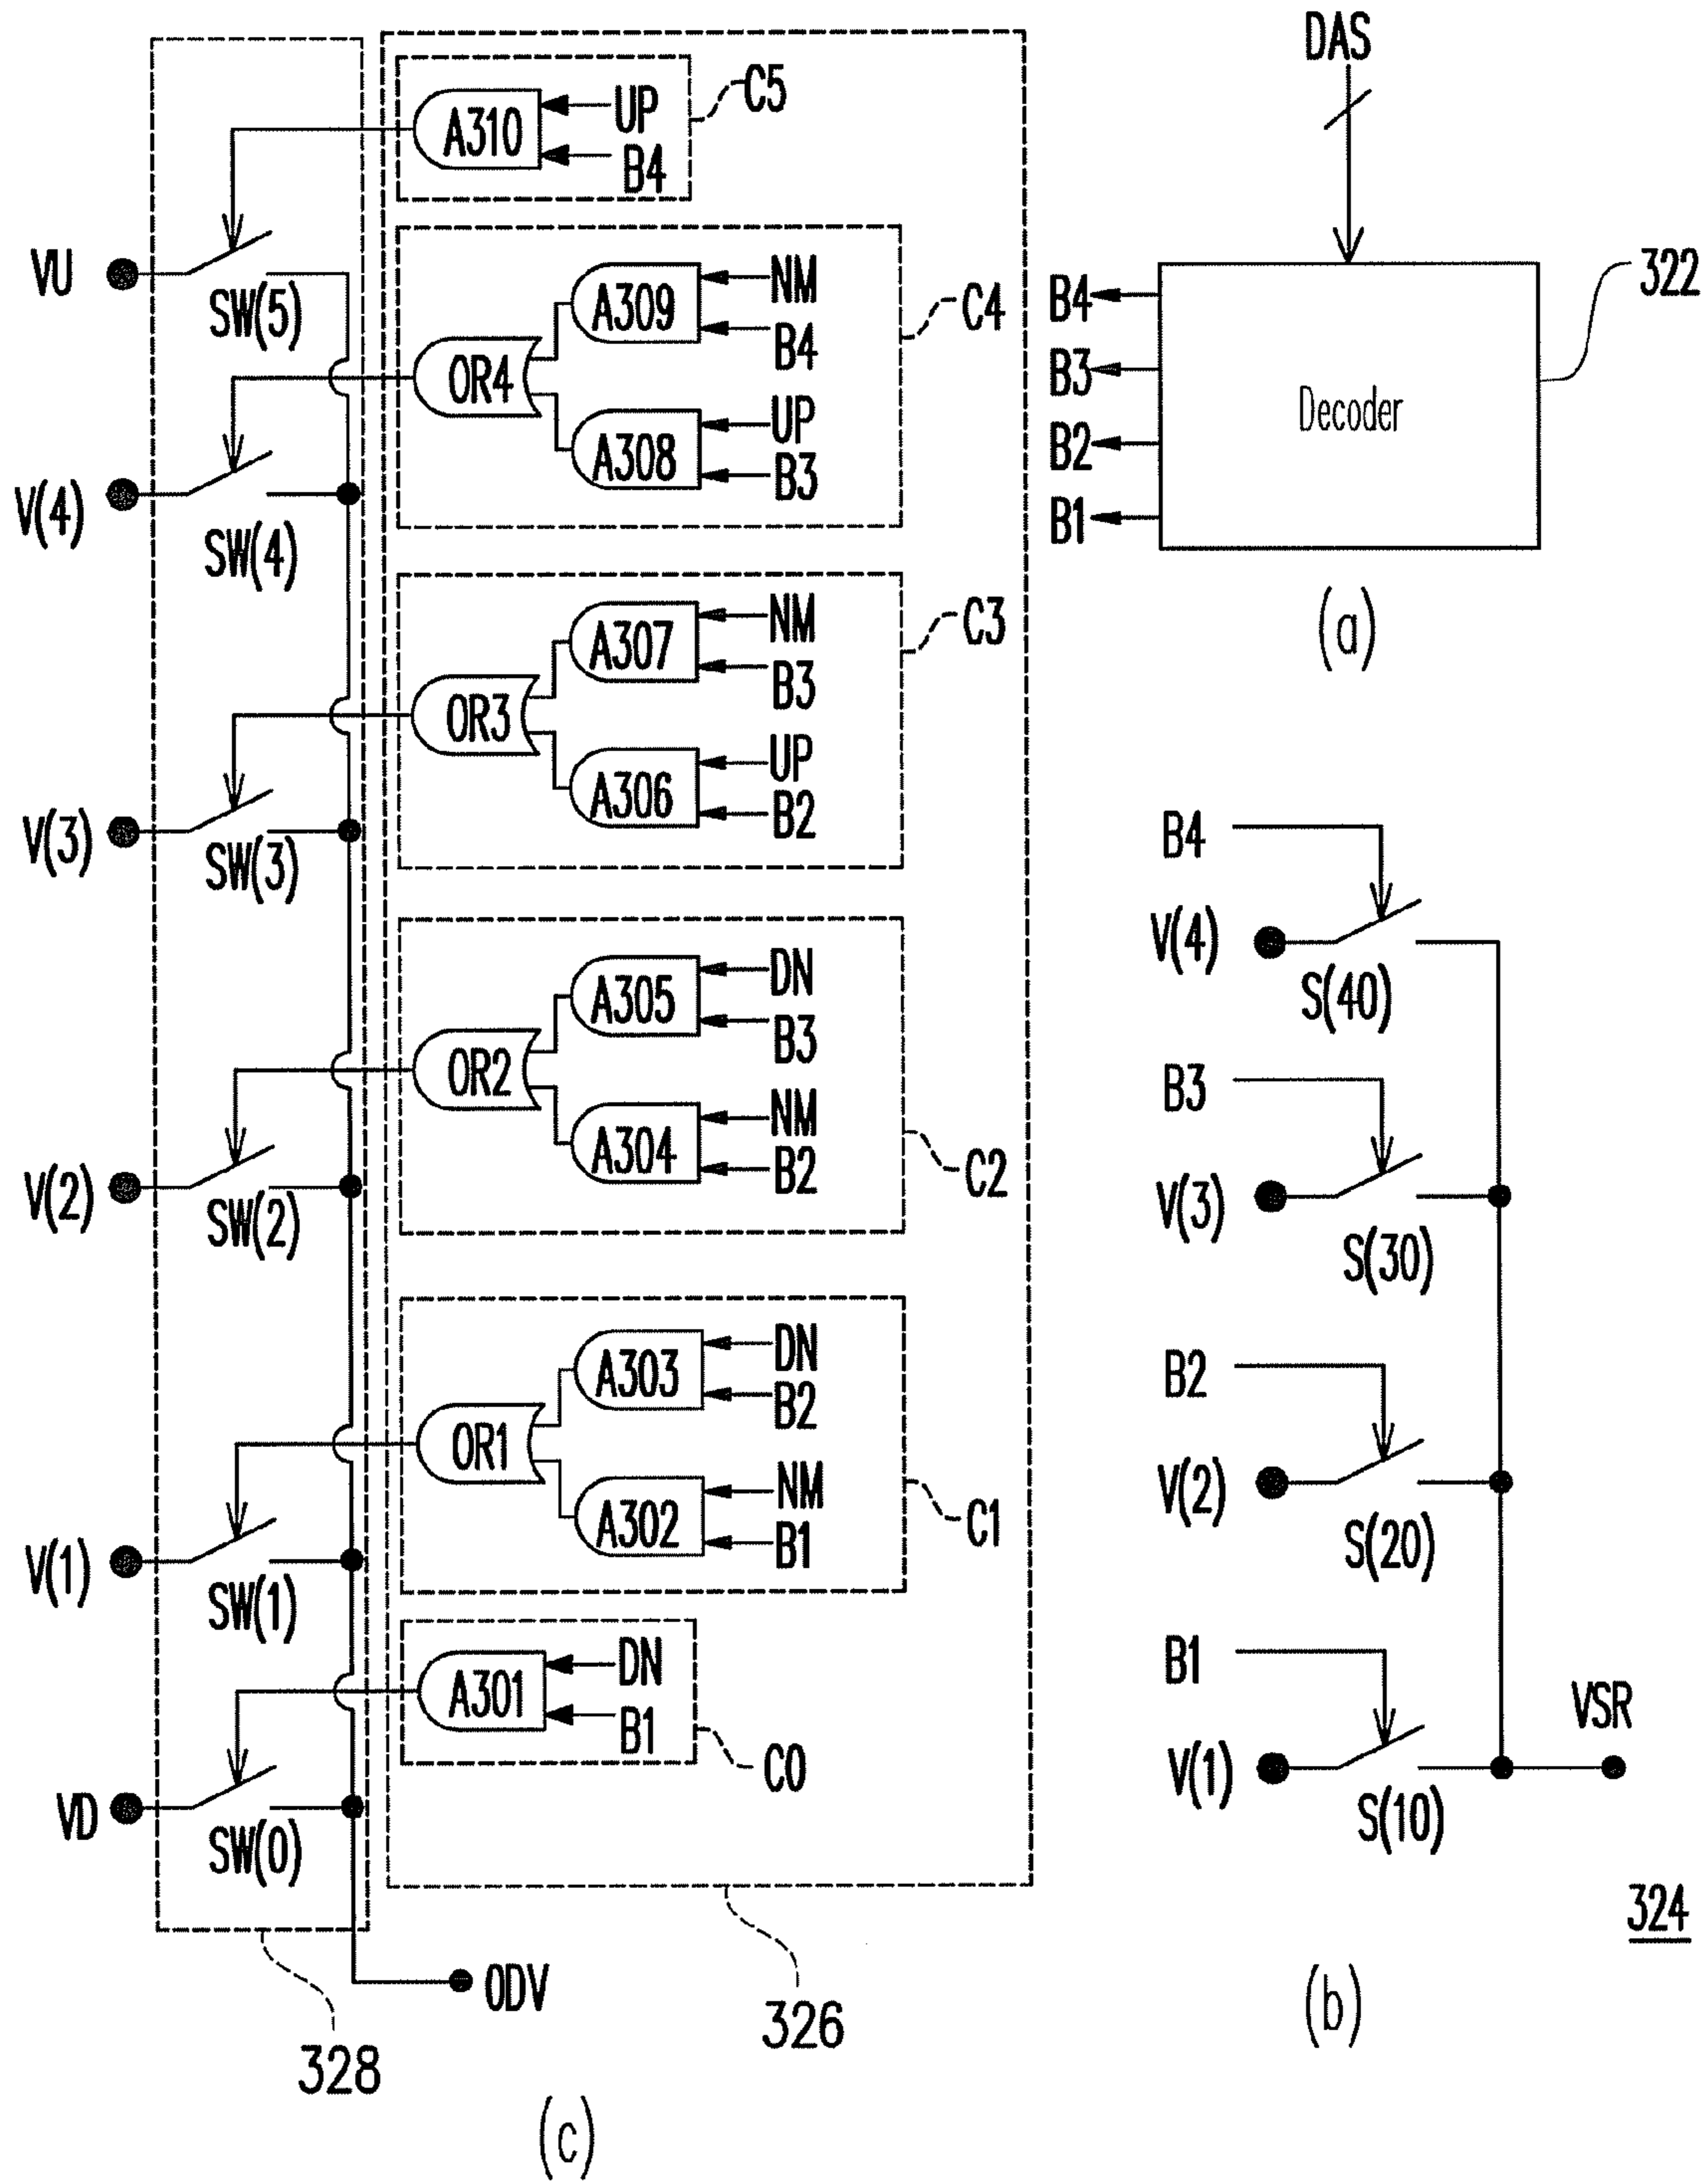 DAS
322
B4
B3
B2
B1
Decoder
(a)
C5
A310
UP
B4
VU
SW(5)
C4
A309
NM
B4
OR4
A308
UP
B3
V(4)
SW(4)
C3
A307
NM
B3
OR3
A306
UP
B2
V(3)
SW(3)
A305
DN
B3
OR2
A304
NM
B2
C2
V(2)
SW(2)
A303
DN
B2
OR1
A302
NM
B1
C1
V(1)
SW(1)
A301
DN
B1
C0
VD
SW(0)
ODV
328
326
(c)
B4
V(4)
S(40)
B3
V(3)
S(30)
B2
V(2)
S(20)
B1
V(1)
S(10)
VSR
324
(b)